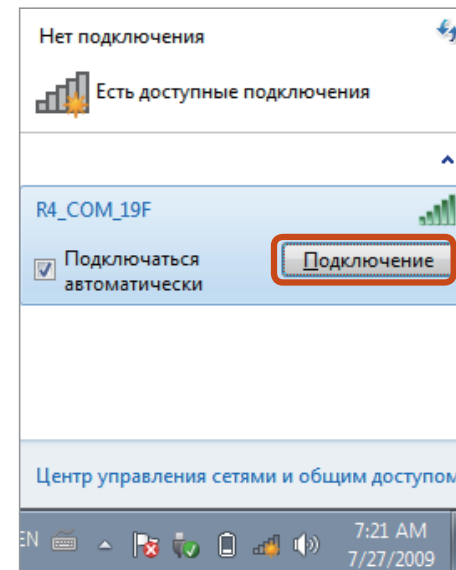 Нет подключения
Есть доступные подключения
R4_COM_19F
Подключаться
автоматически
Подключение
Центр управления сетями и общим доступом
EN
7:21 AM
7/27/2009